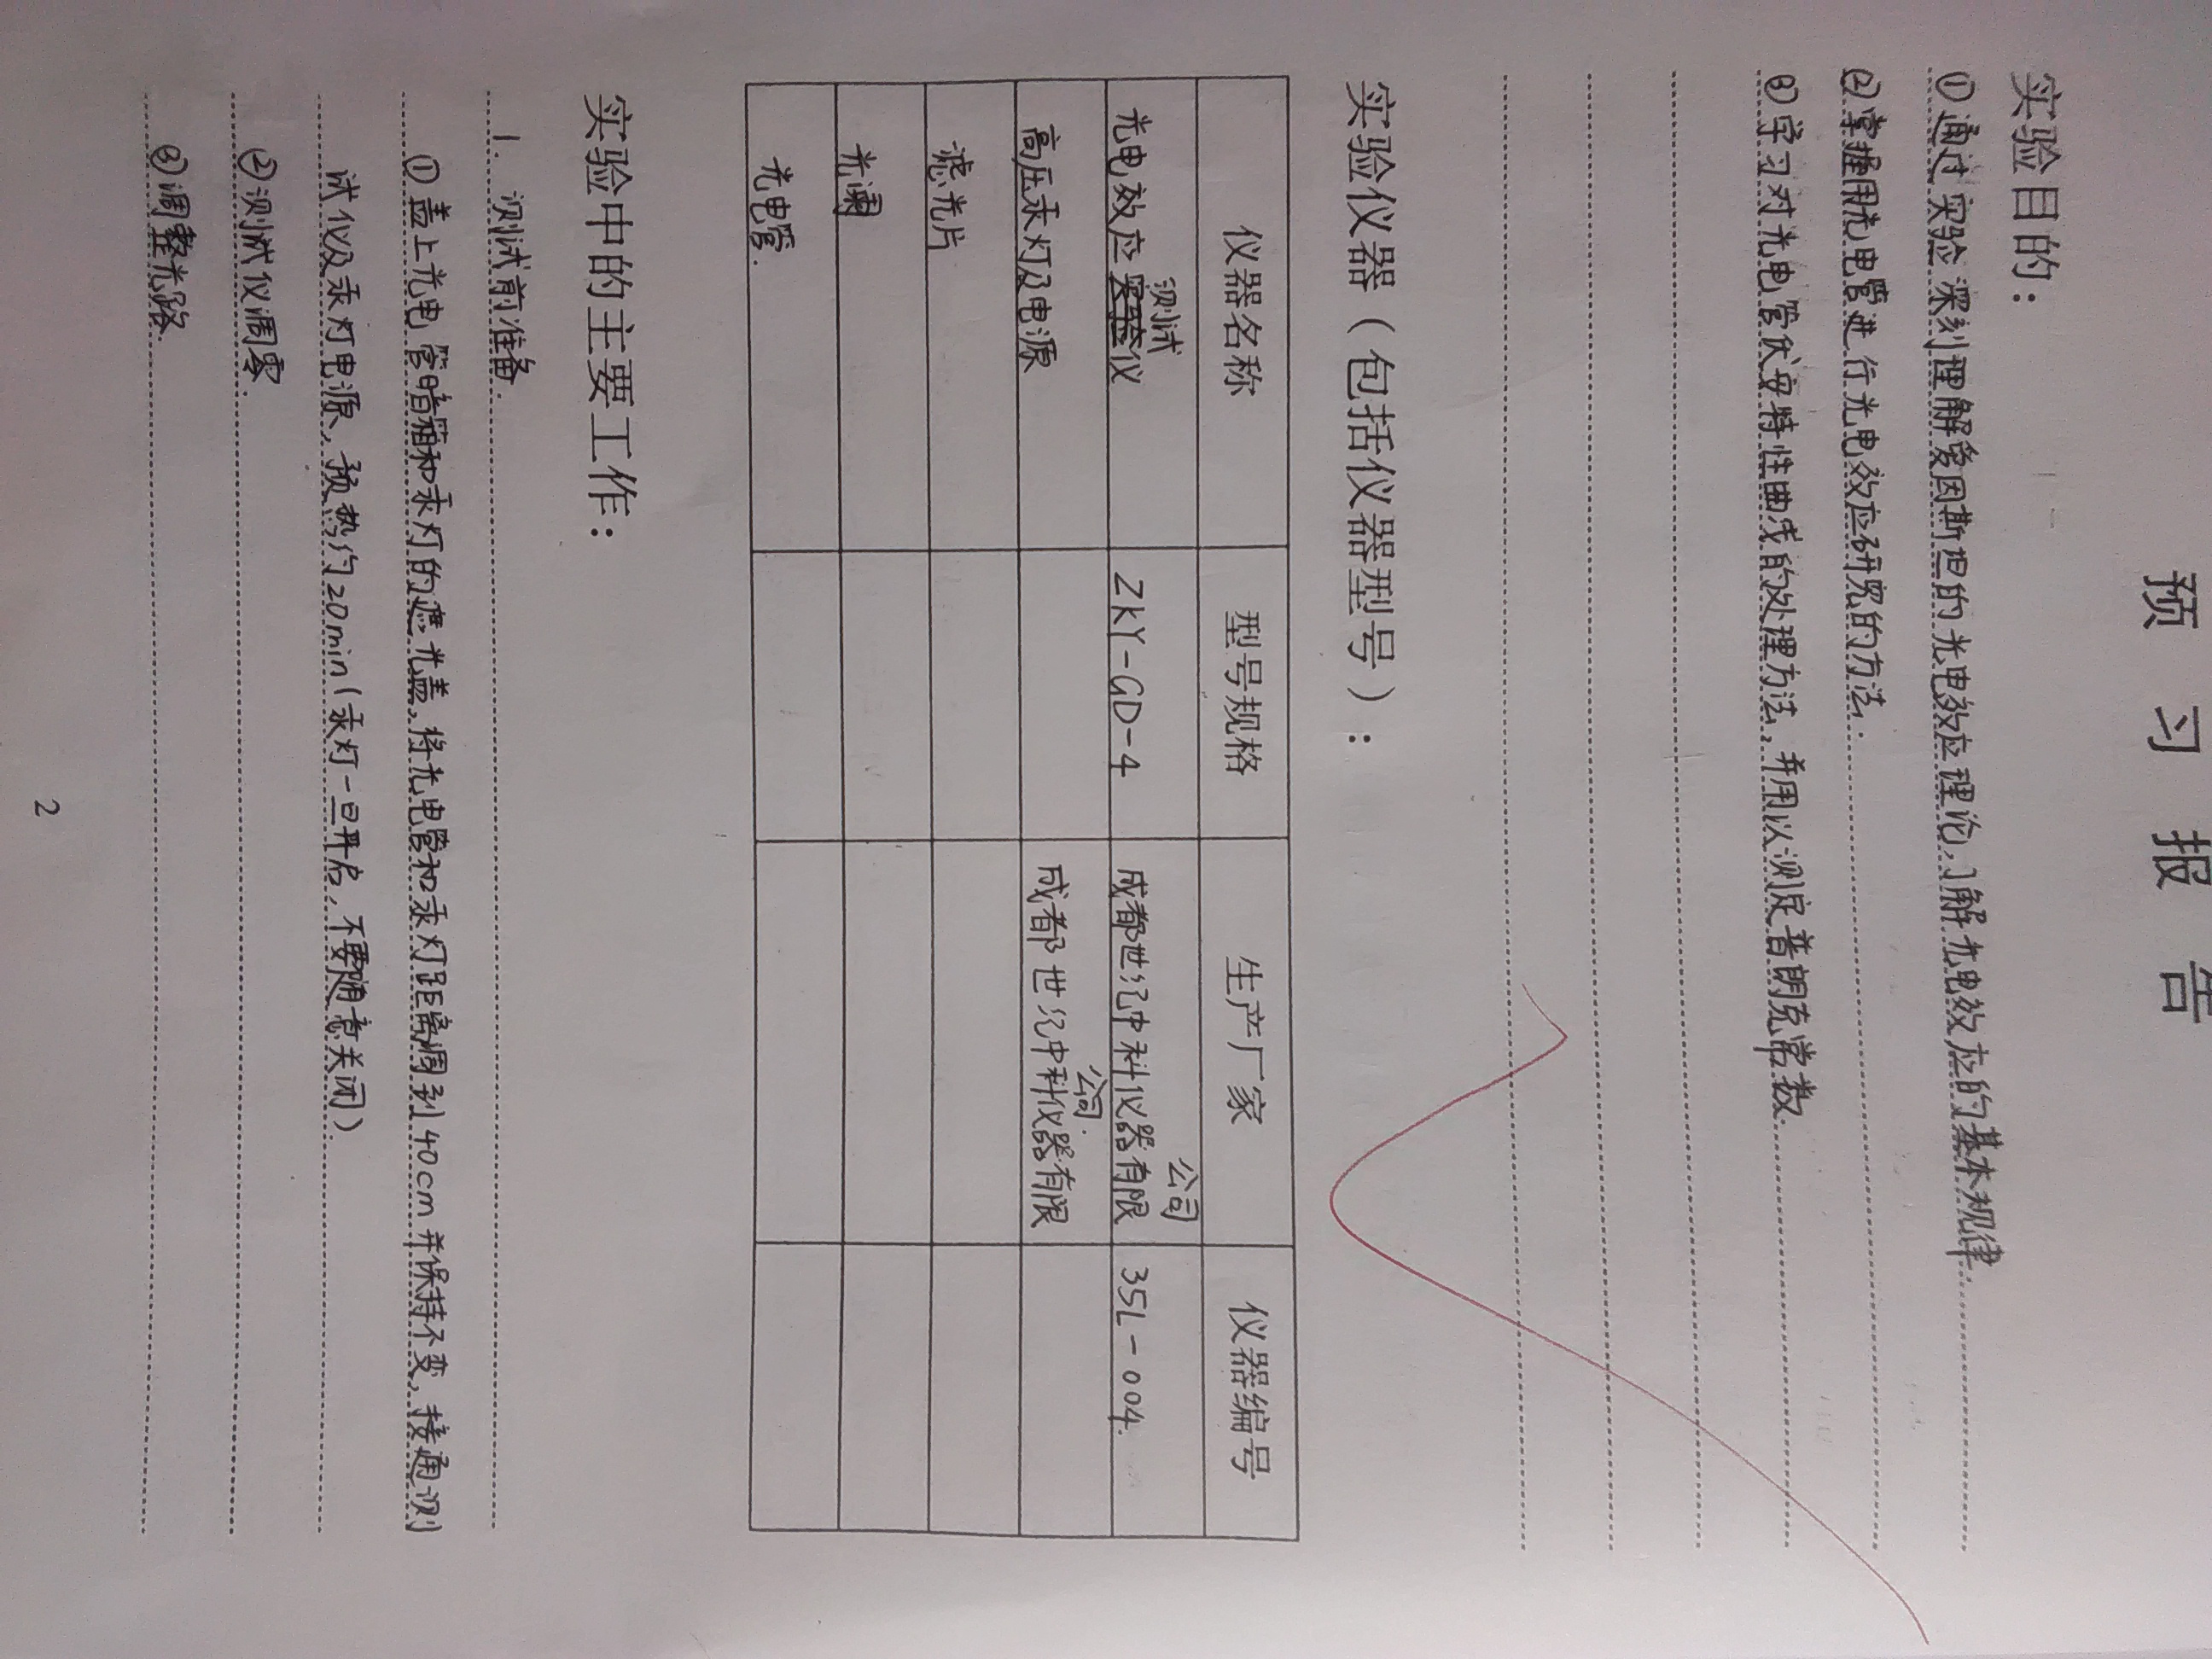 预 习 报 告
实验目的：
①通过实验深刻理解爱因斯坦的光电效应理论,了解光电效应的基本规律.
②掌握用光电管进行光电效应研究的方法.
③学习对光电管伏安特性曲线的处理方法,并用以测定普朗克常数.
实验仪器（包括仪器型号）：
仪器名称 型号规格 生产厂家 仪器编号
光电效应测试仪 ZKY-GD-4 成都世纪中科仪器有限公司 35L-004.
高压汞灯及电源 成都世纪中科仪器有限公司.
滤光片
光阑
光电管.
实验中的主要工作：
1. 测试前准备.
①盖上光电管暗箱和汞灯的遮光盖,将光电管和汞灯距离调到40cm并保持不变,接通测
试仪及汞灯电源,预热约20min(汞灯一旦开启,不要随意关闭).
②测试仪调零.
③调整光路.
2